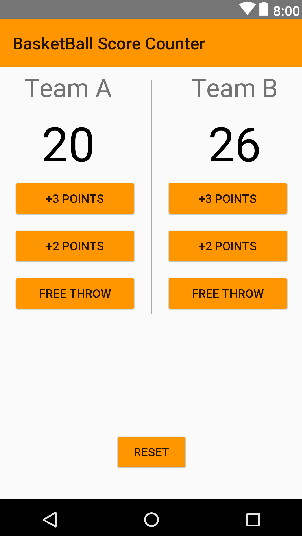 8:00
BasketBall Score Counter
Team A
Team B
20
26
+3 POINTS
+3 POINTS
+2 POINTS
+2 POINTS
FREE THROW
FREE THROW
RESET